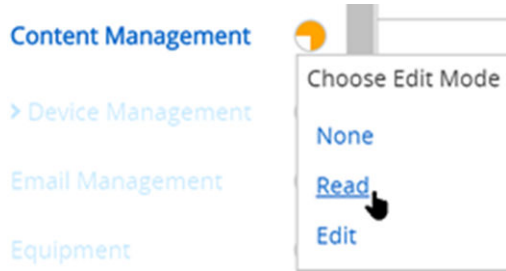 Content Management
Choose Edit Mode
> Device Management
None
Email Management
Read
Equipment
Edit